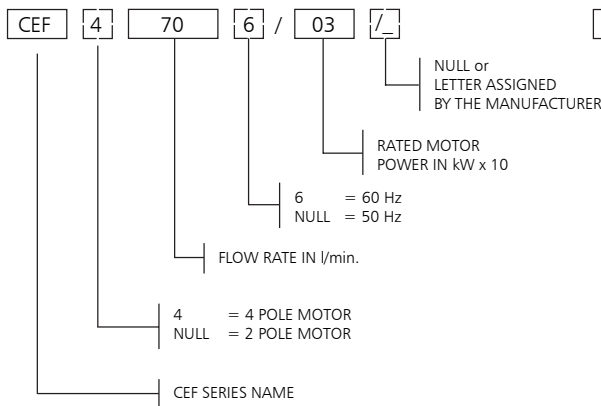 CEF 4 70 6 / 03 /_
NULL or
LETTER ASSIGNED
BY THE MANUFACTURER
RATED MOTOR
POWER IN kW x 10
6 = 60 Hz
NULL = 50 Hz
FLOW RATE IN l/min.
4 = 4 POLE MOTOR
NULL = 2 POLE MOTOR
CEF SERIES NAME